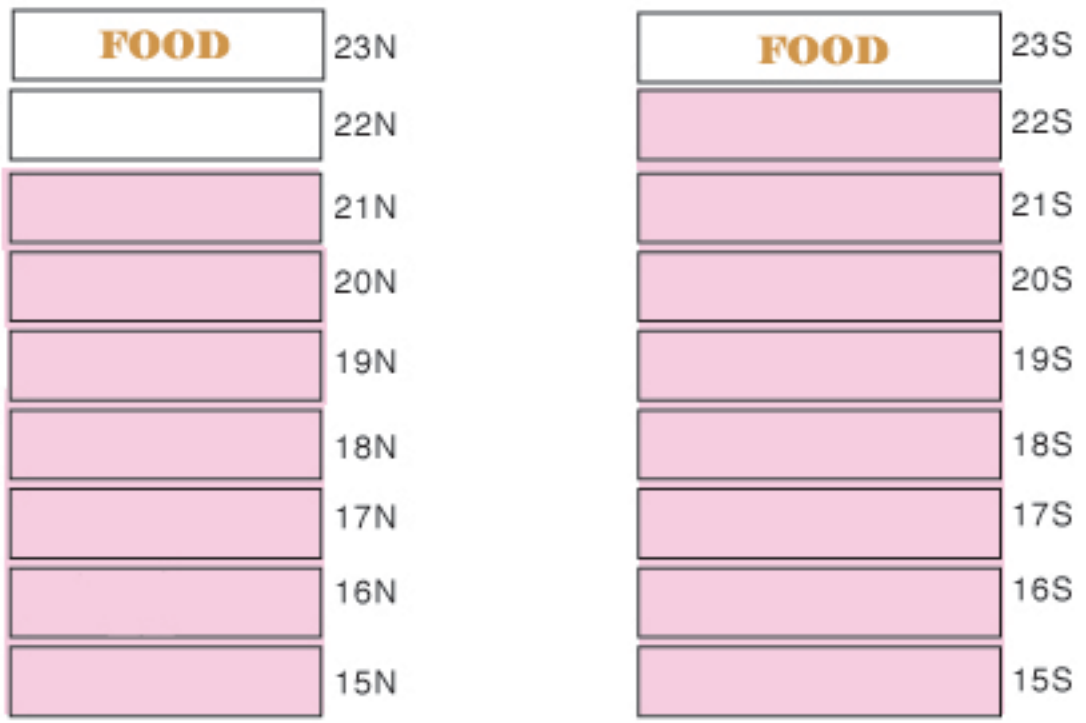 FOOD 23N FOOD 23S
22N 22S
21N 21S
20N 20S
19N 19S
18N 18S
17N 17S
16N 16S
15N 15S